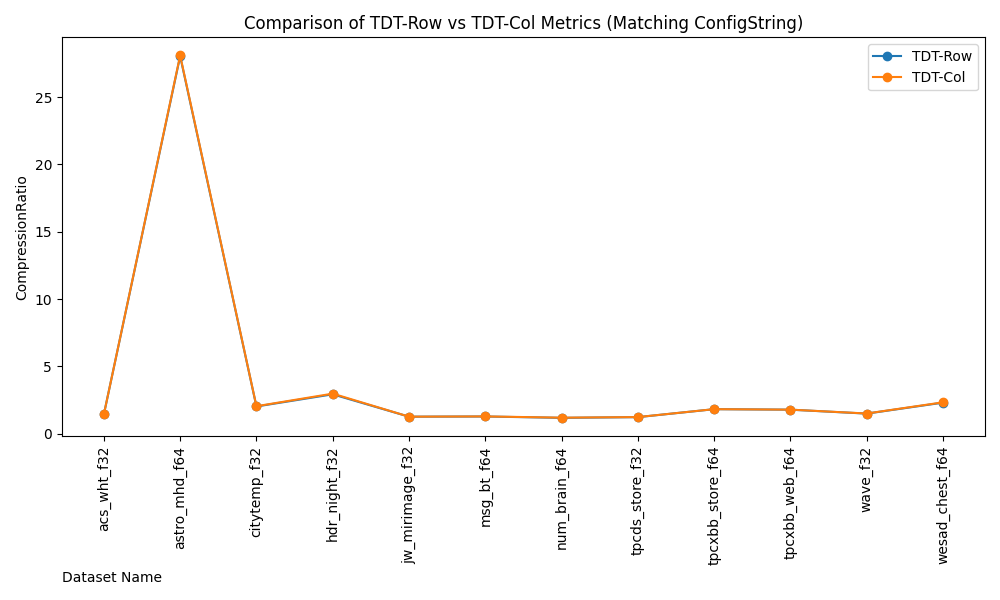 Comparison of TDT-Row vs TDT-Col Metrics (Matching ConfigString)
TDT-Row
TDT-Col
CompressionRatio
25
20
15
10
5
0
acs_wht_f32
astro_mhd_f64
citytemp_f32
hdr_night_f32
jw_mirimage_f32
msg_bt_f64
num_brain_f64
tpcds_store_f32
tpcxbb_store_f64
tpcxbb_web_f64
wave_f32
wesad_chest_f64
Dataset Name